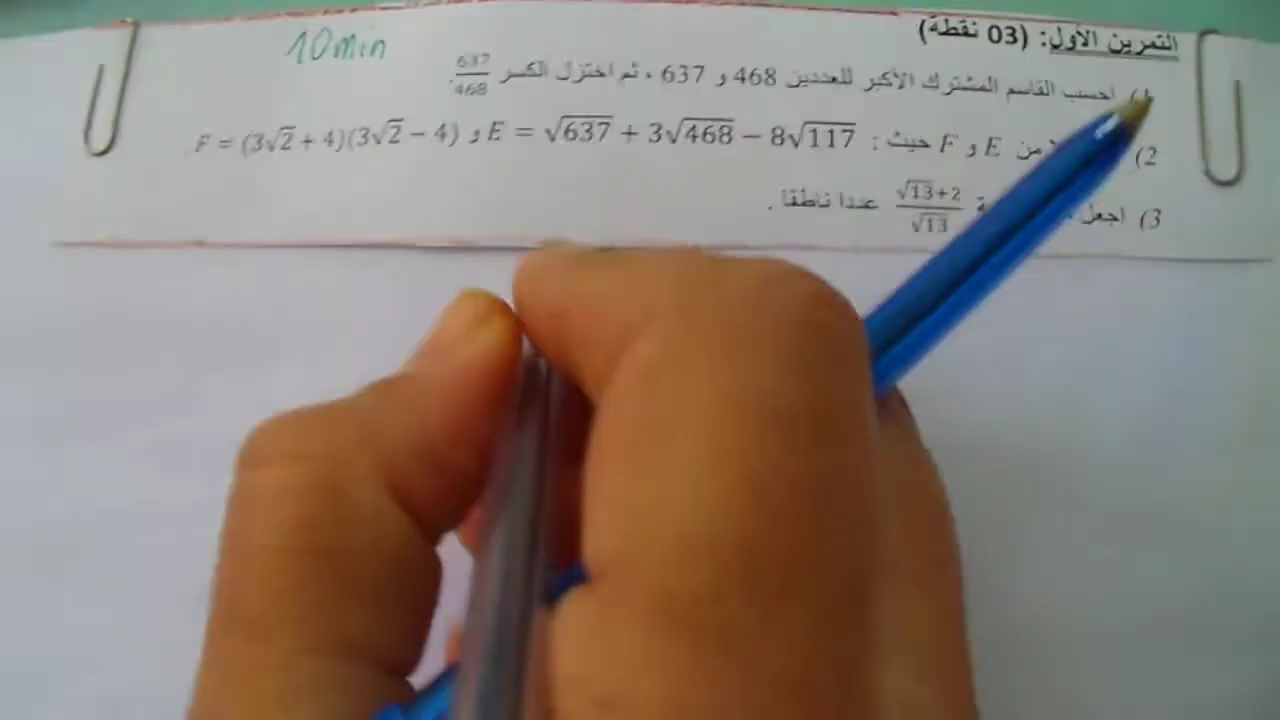 10min
التمرين الأول: (03 نقطة)
احسب القاسم المشترك الأكبر للعددين 468 و 637 ، ثم اختزل الكسر 637/468 .
2) من E و F حيث : E = √637 + 3√468 − 8√117 و F = (3√2 + 4)(3√2 − 4)
3) اجعل (√13+2)/√13 عددا ناطقا .